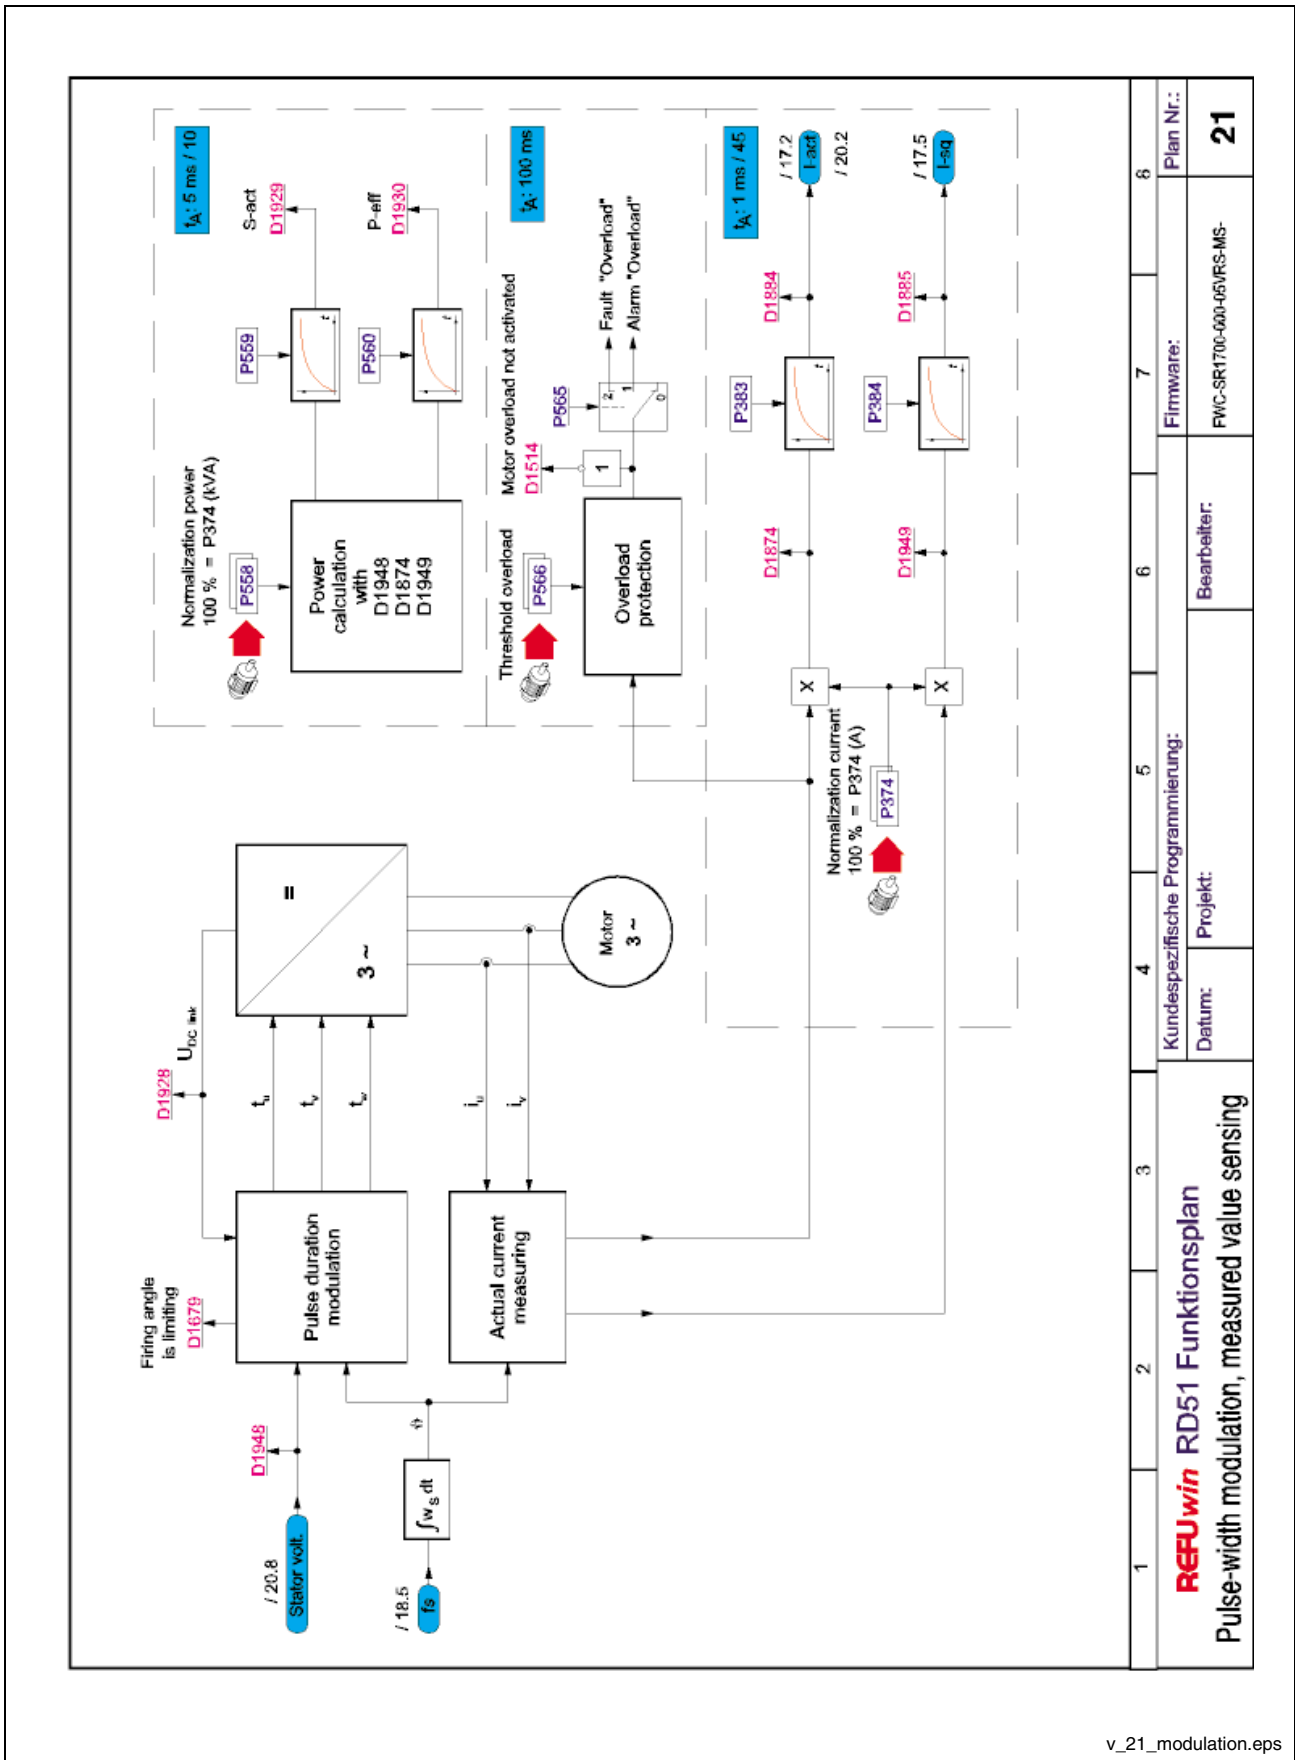 / 20.8
Stator volt.
D1948
/ 18.5
fs
∫ws dt
ϑ
Firing angle
is limiting
D1679
Pulse duration
modulation
Actual current
measuring
D1928
UDC link
tu
tv
tw
iu
iv
=
3 ~
Motor
3 ~
Normalization power
100 % = P374 (kVA)
P558
Power
calculation
with
D1948
D1874
D1949
P559
t
S-act
D1929
P560
t
P-eff
D1930
tA: 5 ms / 10
Threshold overload
P566
Overload
protection
Motor overload not activated
D1514
1
P565
2
1
0
Fault "Overload"
Alarm "Overload"
tA: 100 ms
Normalization current
100 % = P374 (A)
P374
X
X
D1874
D1949
P383
t
P384
t
D1884
D1885
tA: 1 ms / 45
/ 17.2
I-act
/ 20.2
/ 17.5
I-sq
1
2
3
4
5
6
7
8
REFUwin RD51 Funktionsplan
Pulse-width modulation, measured value sensing
Kundespezifische Programmierung:
Datum:
Projekt:
Bearbeiter:
Firmware:
FWC-SR1700-000-05VRS-MS-
Plan Nr.:
21
v_21_modulation.eps